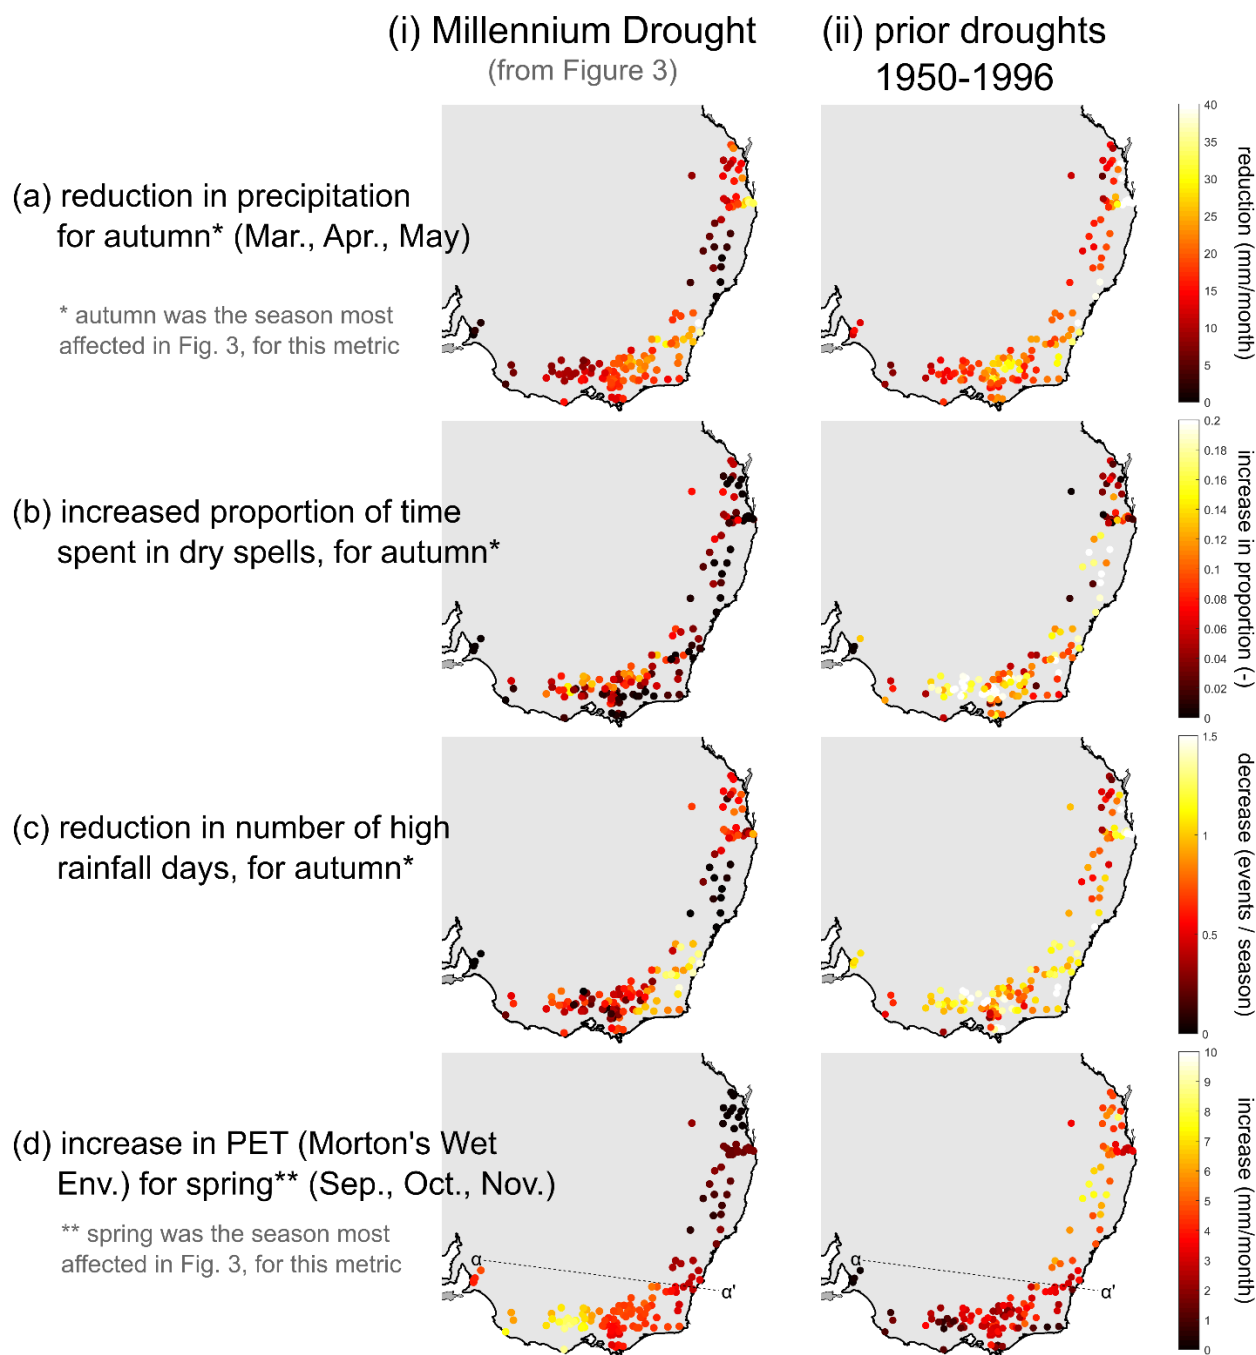 (i) Millennium Drought
(from Figure 3)
(ii) prior droughts
1950-1996
(a) reduction in precipitation
for autumn* (Mar., Apr., May)
* autumn was the season most
affected in Fig. 3, for this metric
40
35
30
25
20
15
10
5
0
reduction (mm/month)
(b) increased proportion of time
spent in dry spells, for autumn*
0.2
0.18
0.16
0.14
0.12
0.1
0.08
0.06
0.04
0.02
0
increase in proportion (-)
(c) reduction in number of high
rainfall days, for autumn*
1.5
1
0.5
0
decrease (events / season)
(d) increase in PET (Morton's Wet
Env.) for spring** (Sep., Oct., Nov.)
** spring was the season most
affected in Fig. 3, for this metric
α
α'
α
α'
10
9
8
7
6
5
4
3
2
1
0
increase (mm/month)